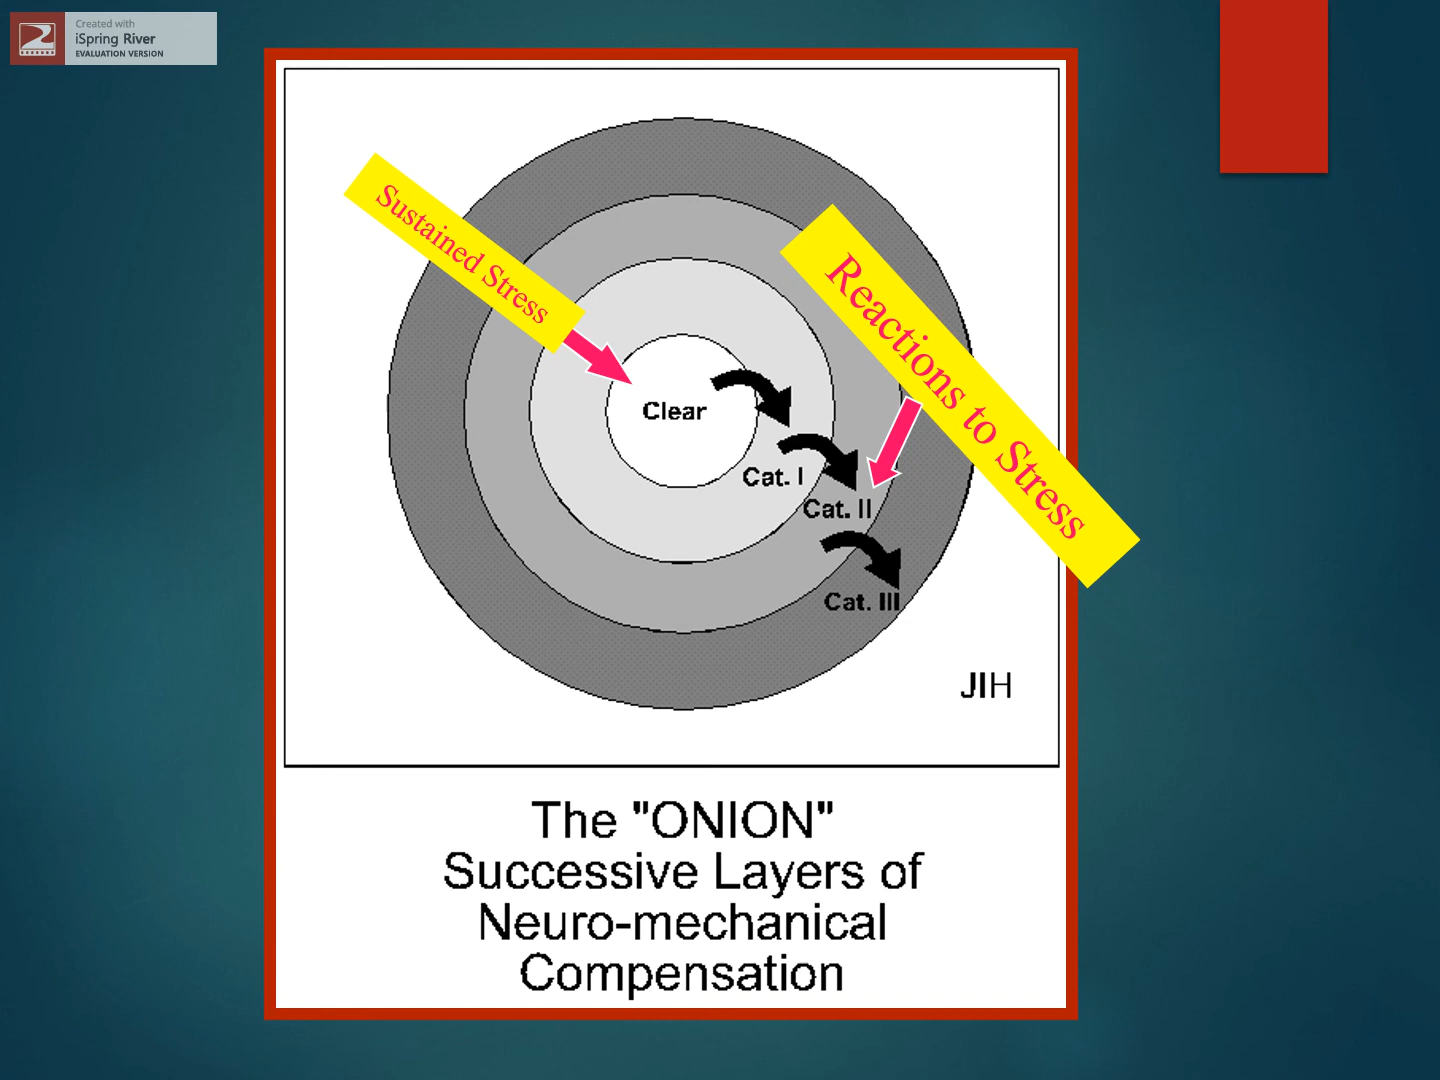 Created with
iSpring River
EVALUATION VERSION
Sustained Stress
Reactions to Stress
Clear
Cat. I
Cat. II
Cat. III
JIH
The "ONION"
Successive Layers of
Neuro-mechanical
Compensation